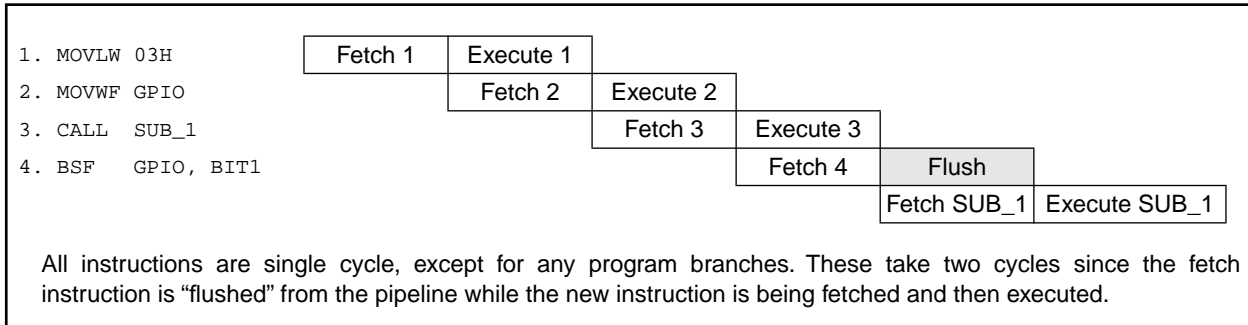 1. MOVLW 03H Fetch 1 Execute 1
2. MOVWF GPIO Fetch 2 Execute 2
3. CALL SUB_1 Fetch 3 Execute 3
4. BSF GPIO, BIT1 Fetch 4 Flush
Fetch SUB_1 Execute SUB_1
All instructions are single cycle, except for any program branches. These take two cycles since the fetch
instruction is “flushed” from the pipeline while the new instruction is being fetched and then executed.